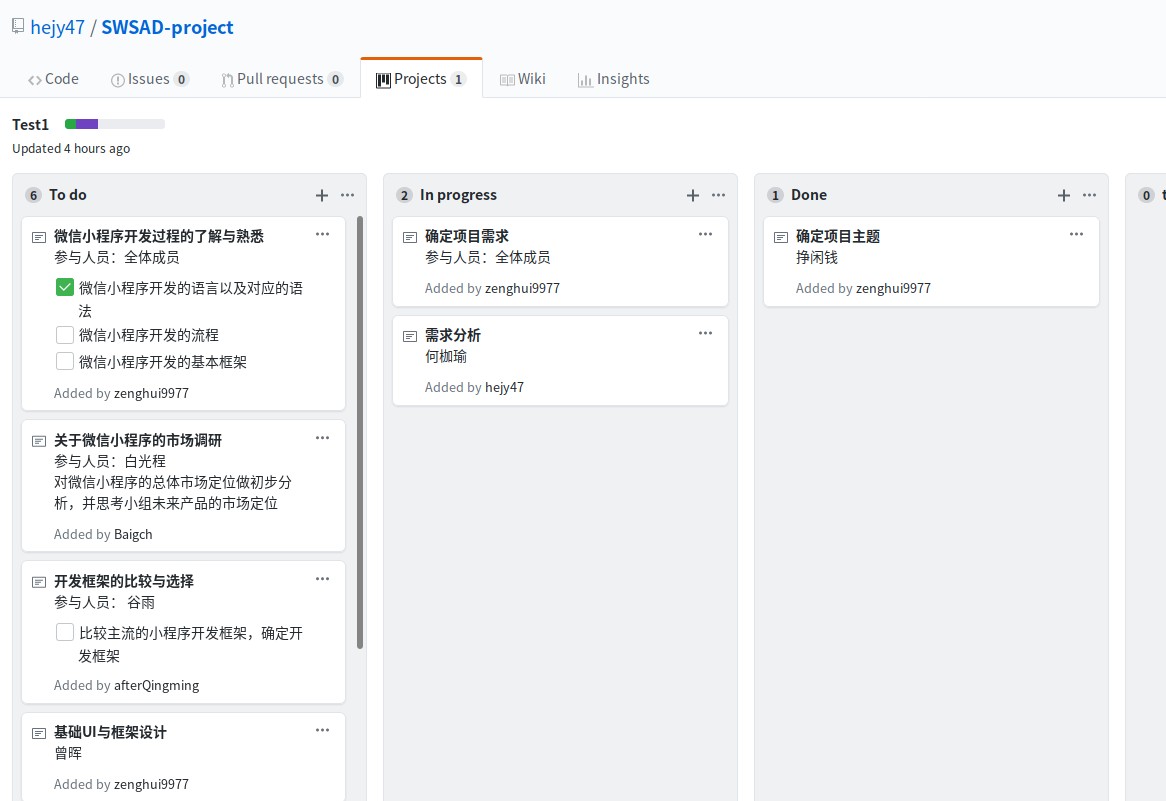 hejy47 / SWSAD-project
Code Issues 0 Pull requests 0 Projects 1 Wiki Insights
Test1
Updated 4 hours ago
6 To do
微信小程序开发过程的了解与熟悉
参与人员：全体成员
微信小程序开发的语言以及对应的语
法
微信小程序开发的流程
微信小程序开发的基本框架
Added by zenghui9977
关于微信小程序的市场调研
参与人员：白光程
对微信小程序的总体市场定位做初步分
析，并思考小组未来产品的市场定位
Added by Baigch
开发框架的比较与选择
参与人员： 谷雨
比较主流的小程序开发框架，确定开
发框架
Added by afterQingming
基础UI与框架设计
曾晖
Added by zenghui9977
2 In progress
确定项目需求
参与人员：全体成员
Added by zenghui9977
需求分析
何枷瑜
Added by hejy47
1 Done
确定项目主题
挣闲钱
Added by zenghui9977
0